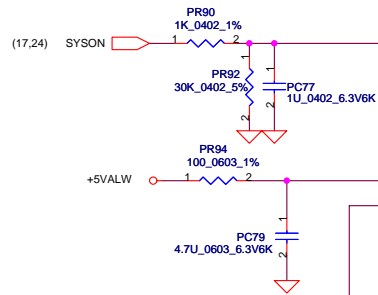 PR90
1K_0402_1%
(17,24) SYSON
1 2
PR92
30K_0402_5%
1
2
PC77
1U_0402_6.3V6K
1
2
PR94
100_0603_1%
+5VALW
1 2
PC79
4.7U_0603_6.3V6K
1
2